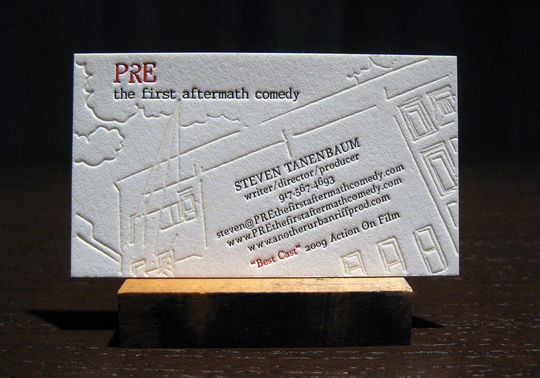 PRE
the first aftermath comedy
STEVEN TANENBAUM
writer/director/producer
917.567.4693
steven@PREthefirstaftermathcomedy.com
www.PREthefirstaftermathcomedy.com
www.anotherurbanriffprod.com
"Best Cast" 2009 Action On Film